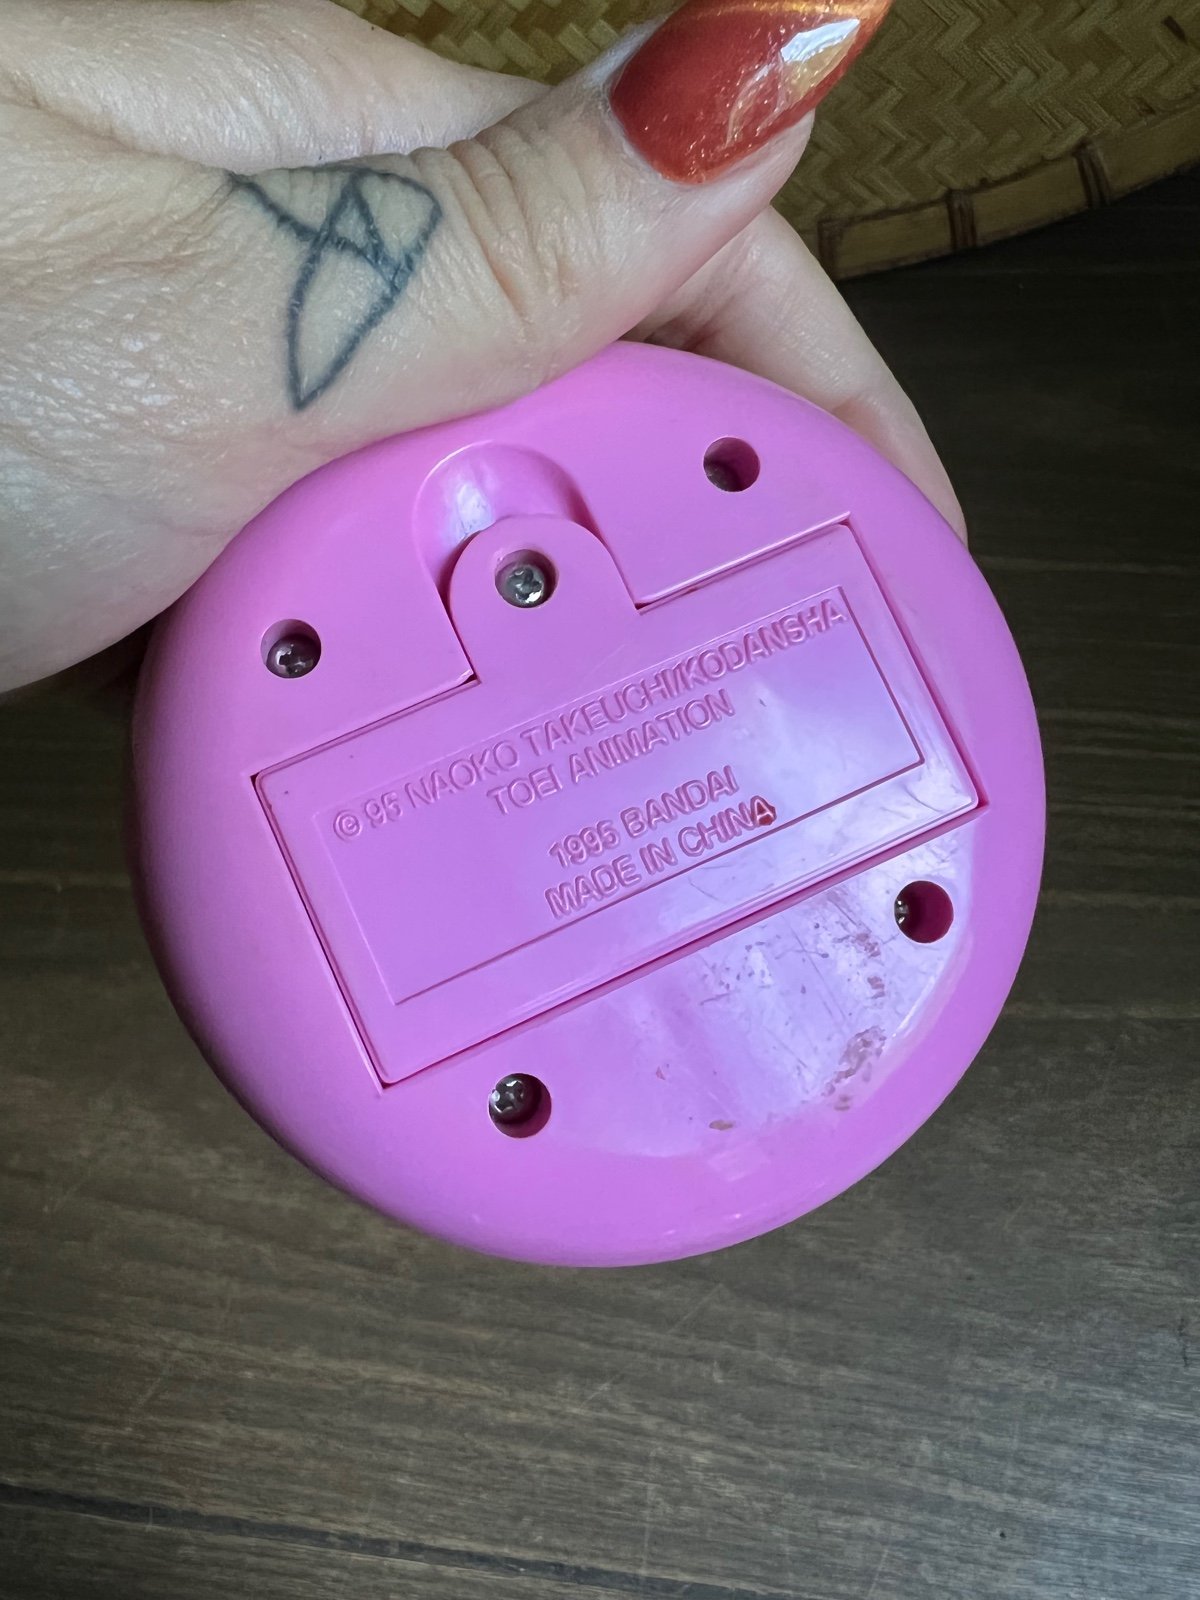 © 95 NAOKO TAKEUCHI/KODANSHA
TOEI ANIMATION
1995 BANDAI
MADE IN CHINA